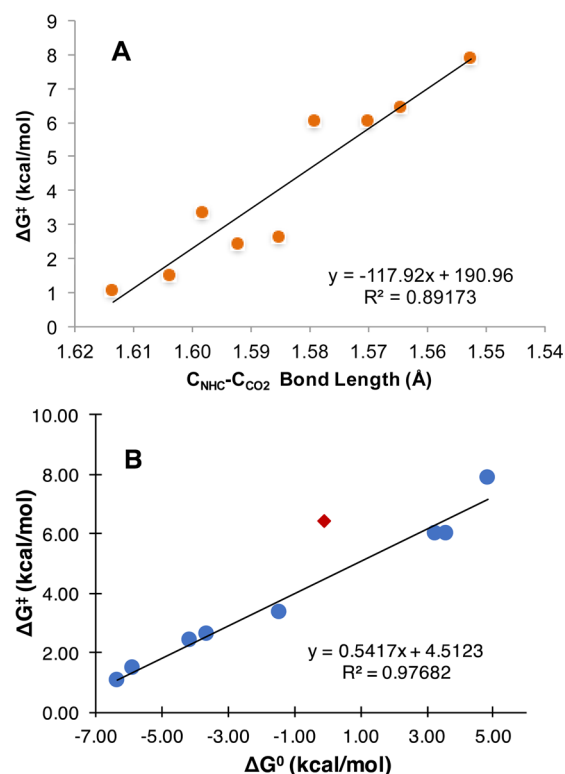 A
9
8
7
6
5
4
3
2
1
0
ΔG‡ (kcal/mol)
y = -117.92x + 190.96
R² = 0.89173
1.62 1.61 1.60 1.59 1.58 1.57 1.56 1.55 1.54
C_NHC-C_CO2 Bond Length (Å)
B
10.00
8.00
6.00
4.00
2.00
0.00
ΔG‡ (kcal/mol)
y = 0.5417x + 4.5123
R² = 0.97682
-7.00 -5.00 -3.00 -1.00 1.00 3.00 5.00
ΔG⁰ (kcal/mol)